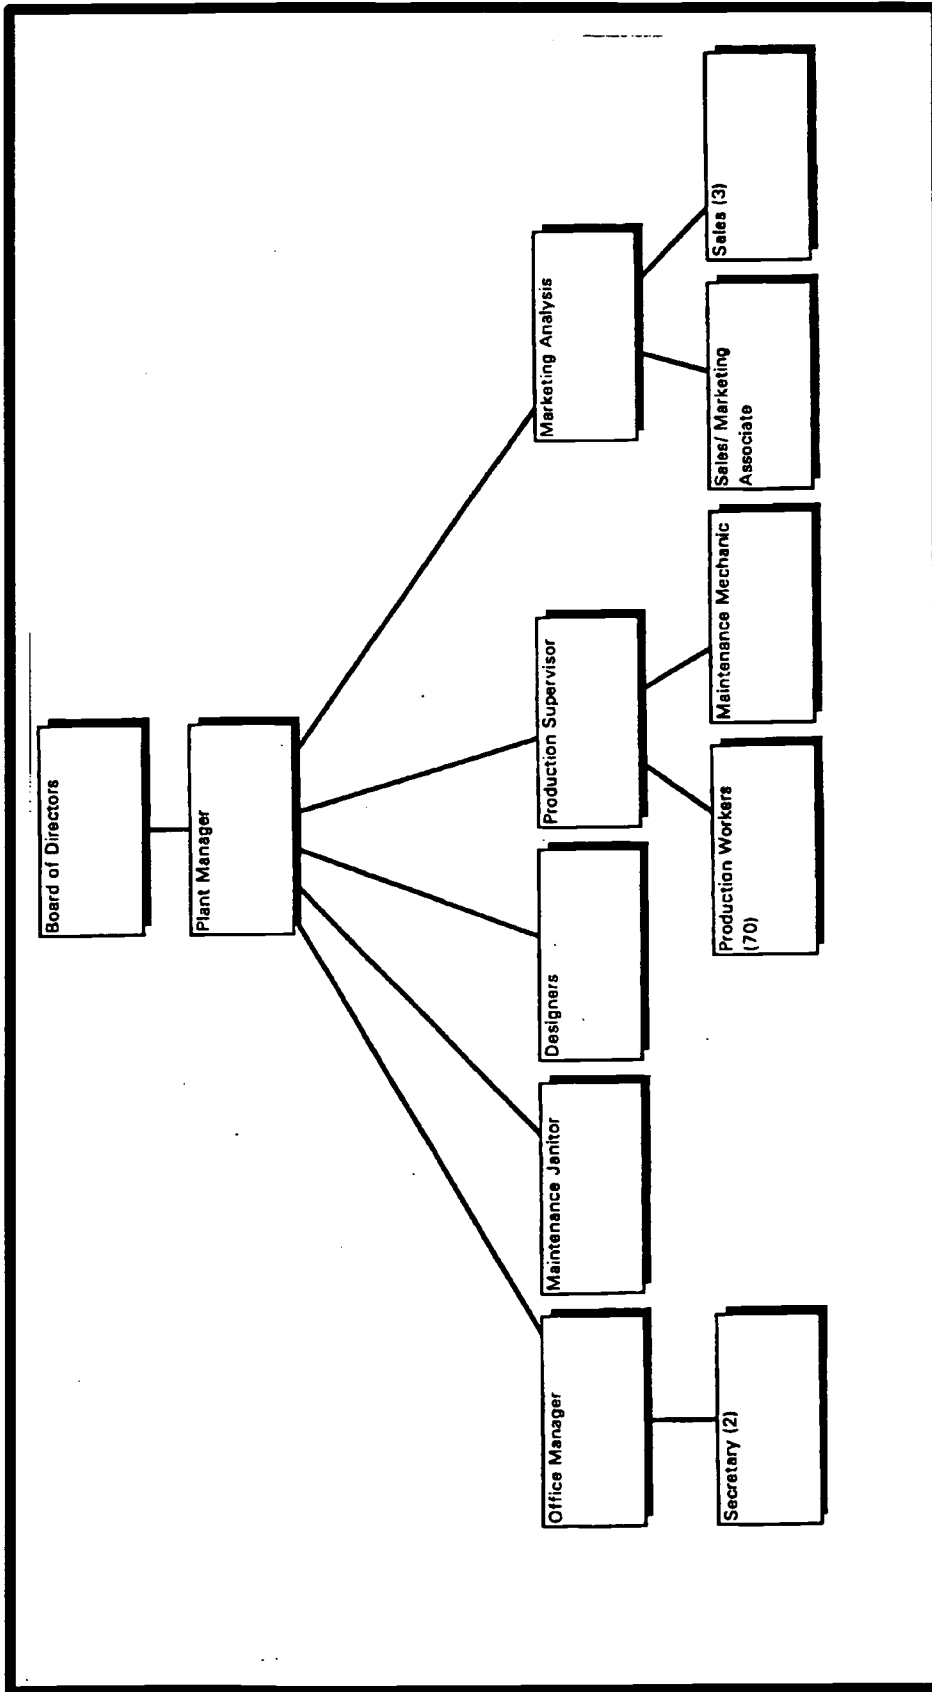 Board of Directors
Plant Manager
Office Manager
Maintenance Janitor
Designers
Production Supervisor
Marketing Analysis
Secretary (2)
Production Workers
(70)
Maintenance Mechanic
Sales/ Marketing
Associate
Sales (3)